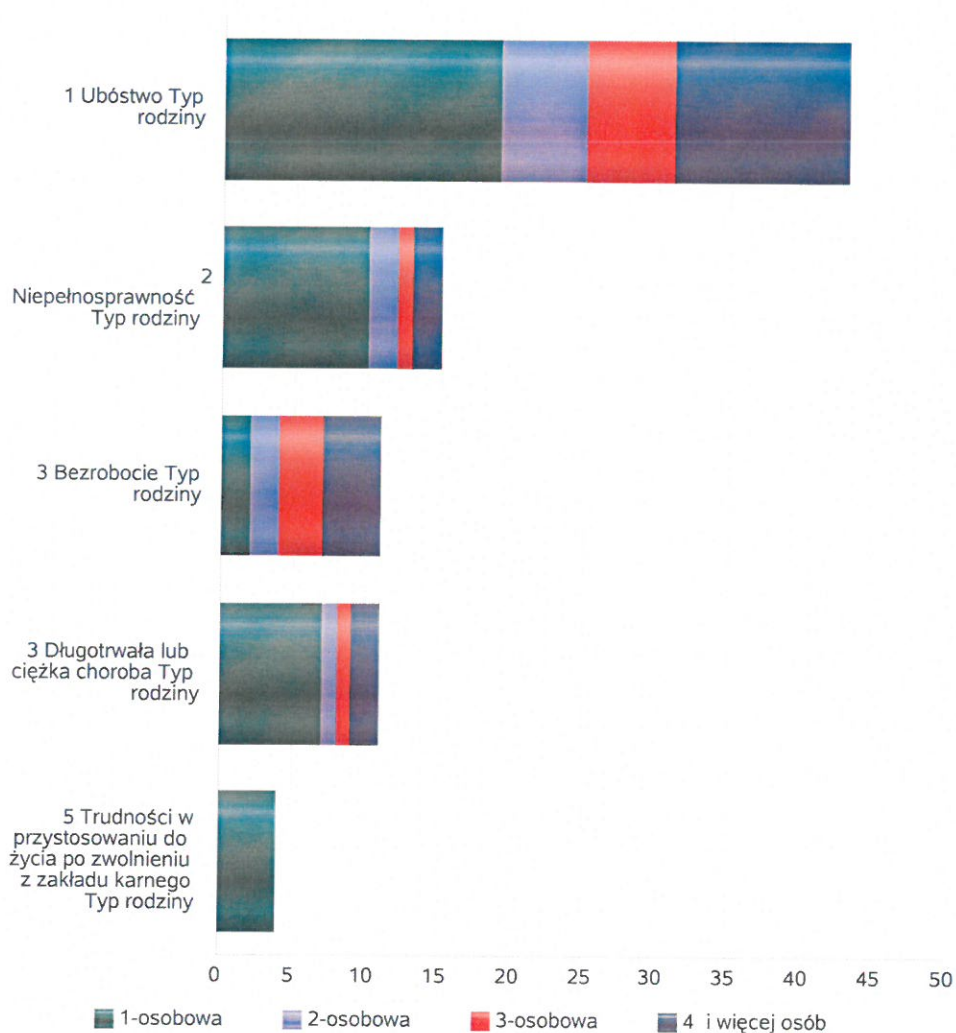 1 Ubóstwo Typ
rodziny
2
Niepełnosprawność
Typ rodziny
3 Bezrobocie Typ
rodziny
3 Długotrwała lub
ciężka choroba Typ
rodziny
5 Trudności w
przystosowaniu do
życia po zwolnieniu
z zakładu karnego
Typ rodziny
0 5 10 15 20 25 30 35 40 45 50
1-osobowa 2-osobowa 3-osobowa 4 i więcej osób